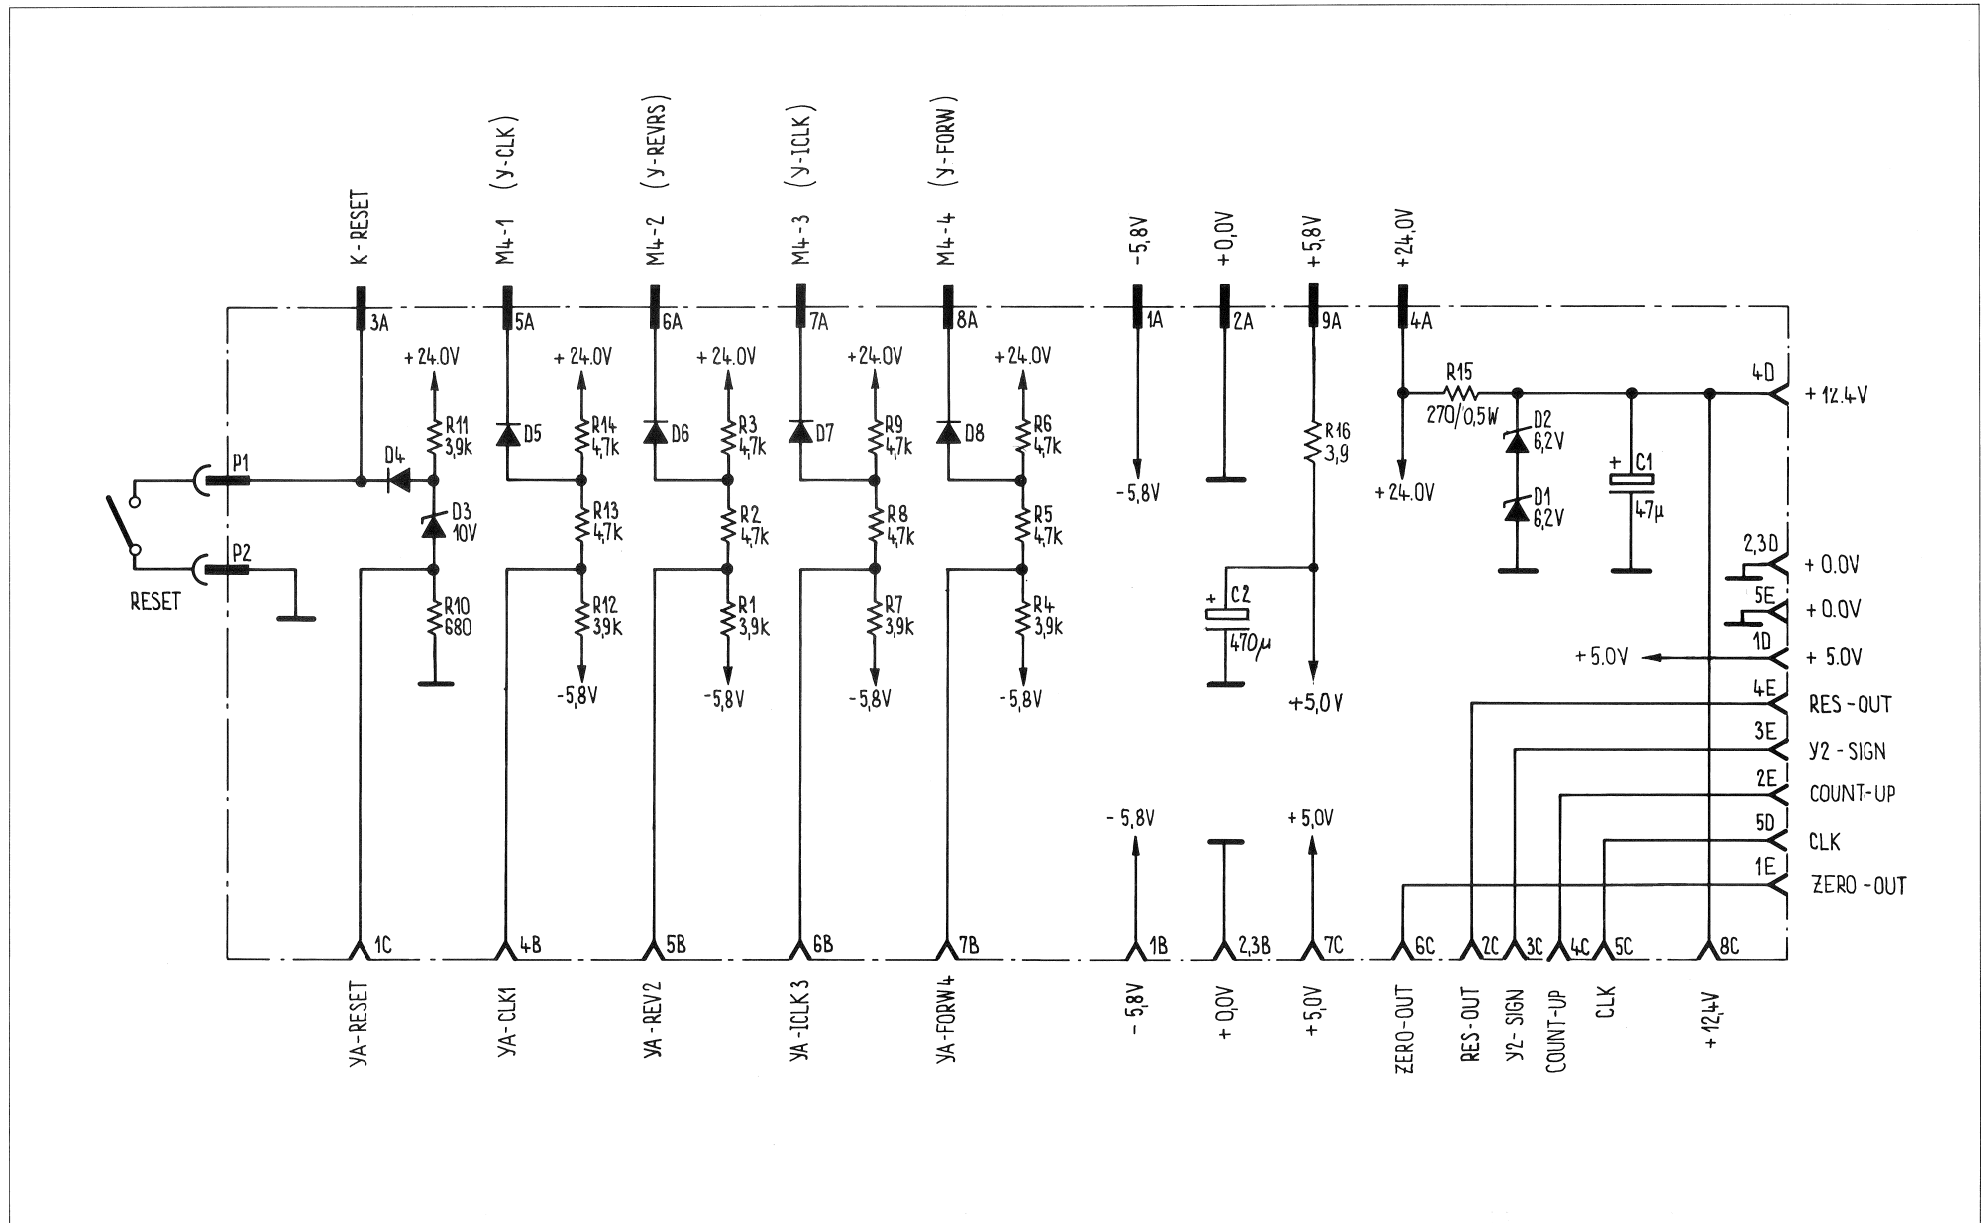 K-RESET
M4-1 (Y-CLK)
M4-2 (Y-REVRS)
M4-3 (Y-ICLK)
M4-4 (Y-FORW)
-5,8V
+0,0V
+5,8V
+24,0V
3A
5A
6A
7A
8A
1A
2A
9A
4A
+24.0V
+24.0V
+24.0V
+24.0V
+24.0V
R11
3,9k
D4
D3
10V
R10
680
P1
P2
RESET
D5
R14
4,7k
R13
4,7k
R12
3,9k
-5,8V
D6
R3
4,7k
R2
4,7k
R1
3,9k
-5,8V
D7
R9
4,7k
R8
4,7k
R7
3,9k
-5,8V
D8
R6
4,7k
R5
4,7k
R4
3,9k
-5,8V
-5,8V
R16
3,9
+ C2
470µ
+5,0V
+24.0V
R15
270/0,5W
D2
6,2V
D1
6,2V
+ C1
47µ
4D
+12.4V
2,3D
+0.0V
5E
+0.0V
1D
+5.0V
+5.0V
4E
RES-OUT
3E
Y2-SIGN
2E
COUNT-UP
5D
CLK
1E
ZERO-OUT
-5,8V
+5,0V
1C
4B
5B
6B
7B
1B
2,3B
7C
6C
2C
3C
4C
5C
8C
YA-RESET
YA-CLK1
YA-REV2
YA-ICLK3
YA-FORW4
-5,8V
+0,0V
+5,0V
ZERO-OUT
RES-OUT
Y2-SIGN
COUNT-UP
CLK
+12,4V